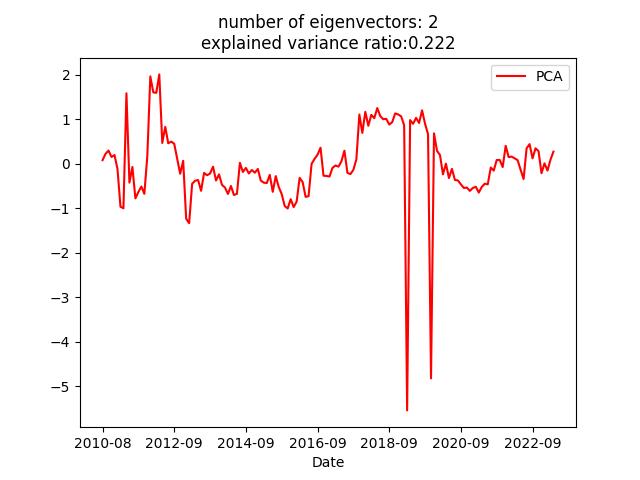 number of eigenvectors: 2
explained variance ratio:0.222
PCA
2
1
0
−1
−2
−3
−4
−5
2010-08 2012-09 2014-09 2016-09 2018-09 2020-09 2022-09
Date